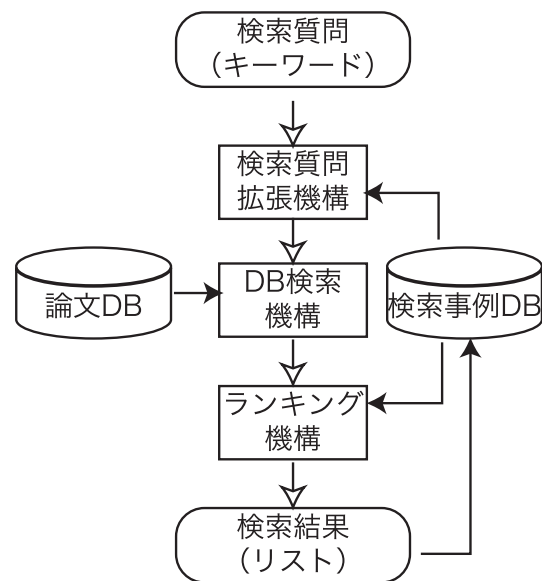 検索質問
（キーワード）
検索質問
拡張機構
論文DB
DB検索
機構
検索事例DB
ランキング
機構
検索結果
（リスト）